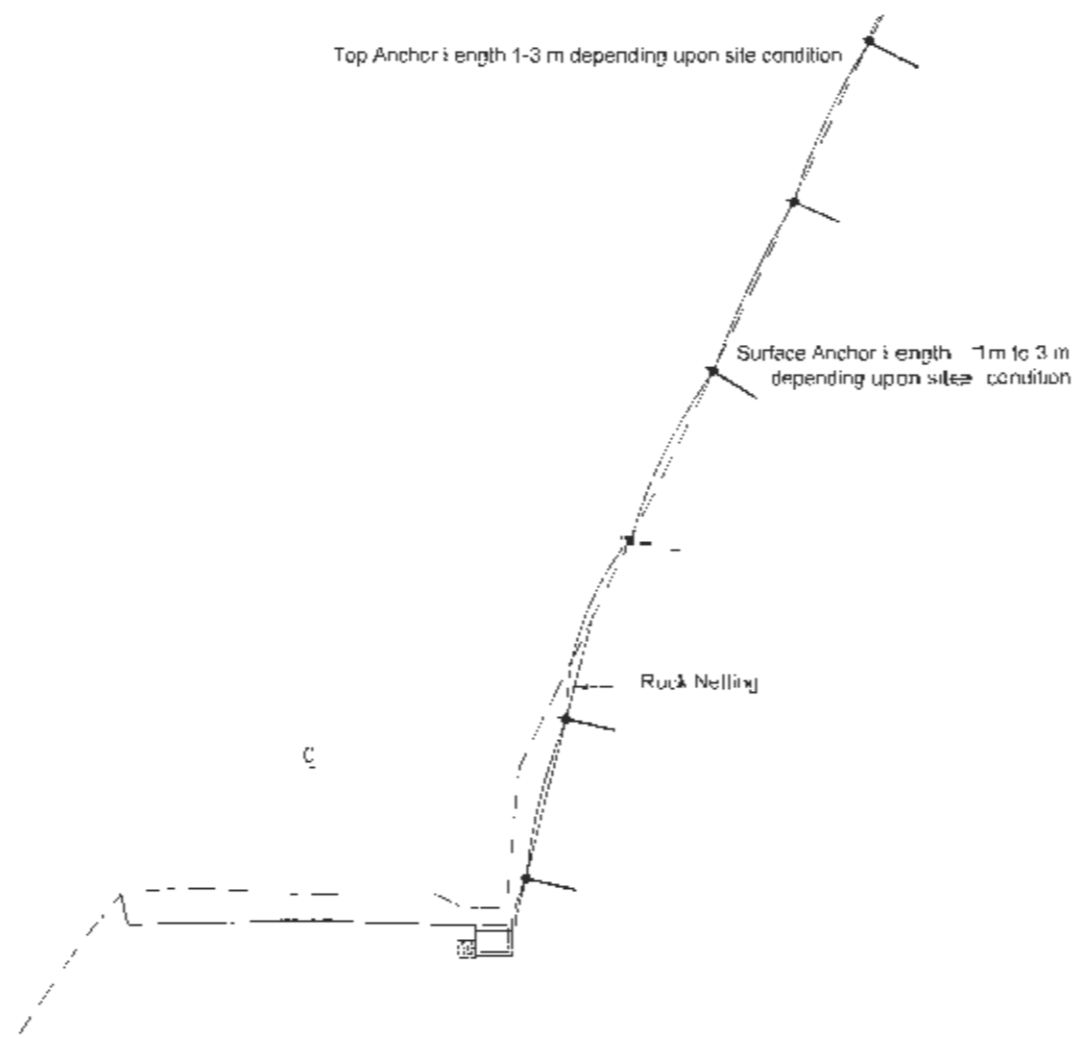 Top Anchor Length 1-3 m depending upon site condition
Surface Anchor Length 1m to 3 m
depending upon sites condition
Rock Netting
C